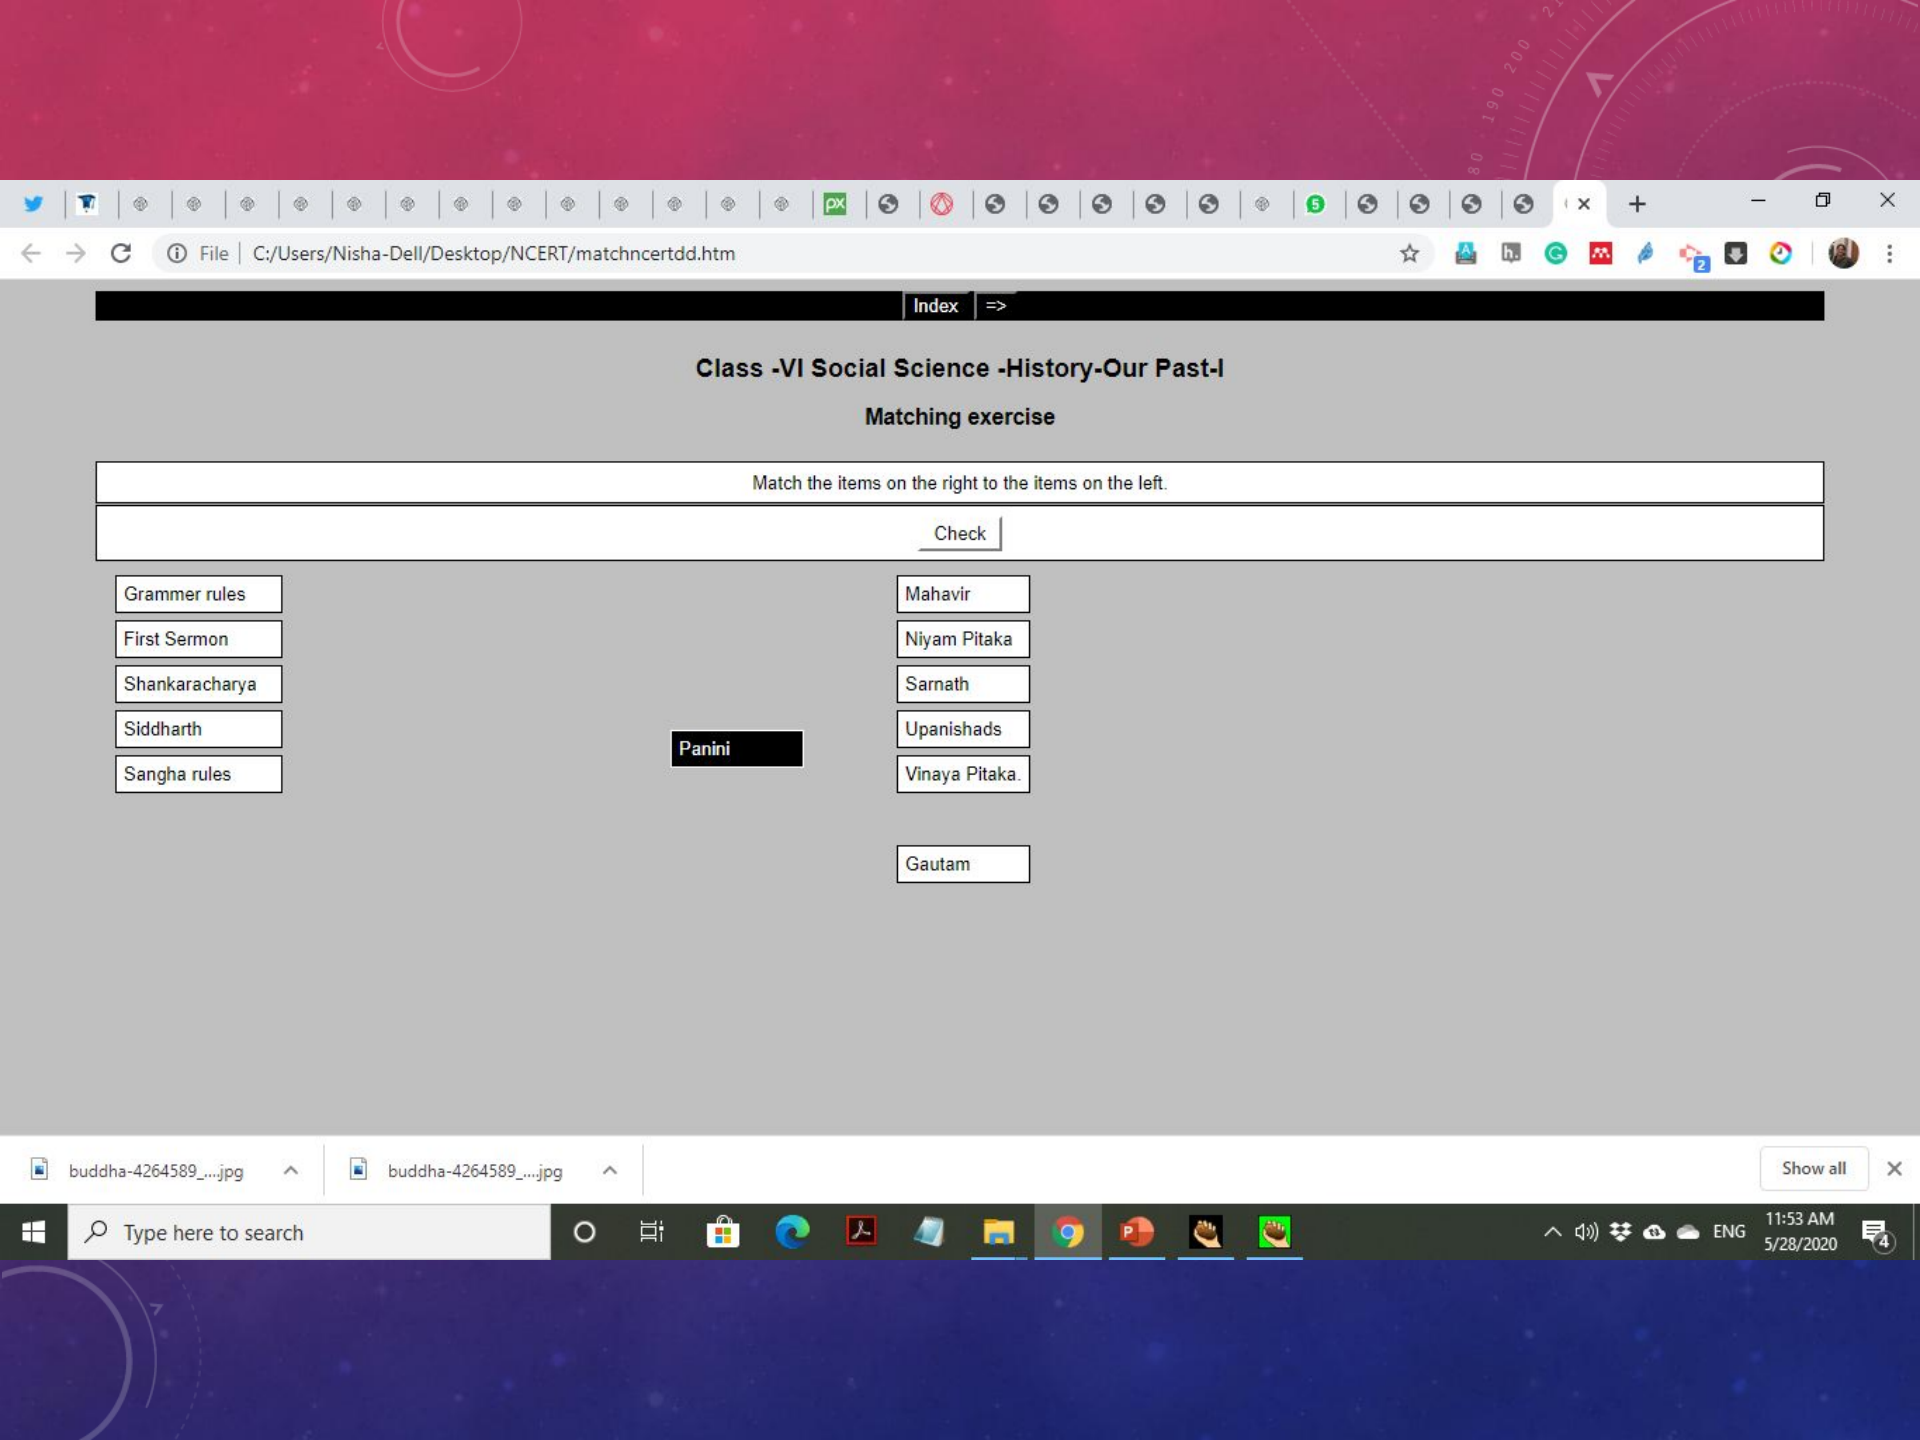 File | C:/Users/Nisha-Dell/Desktop/NCERT/matchncertdd.htm
Index =>
Class -VI Social Science -History-Our Past-I
Matching exercise
Match the items on the right to the items on the left.
Check
Grammer rules
Mahavir
First Sermon
Niyam Pitaka
Shankaracharya
Sarnath
Siddharth
Upanishads
Panini
Sangha rules
Vinaya Pitaka.
Gautam
buddha-4264589_....jpg
buddha-4264589_....jpg
Show all
Type here to search
ENG
11:53 AM
5/28/2020
4